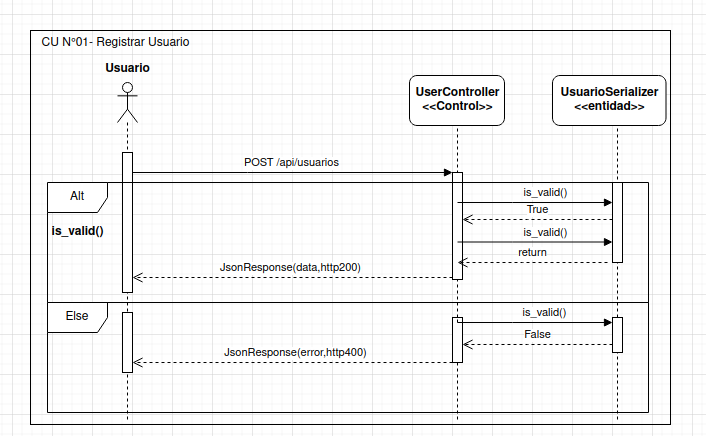 CU N°01- Registrar Usuario
Usuario
UserController
<<Control>>
UsuarioSerializer
<<entidad>>
POST /api/usuarios
Alt
is_valid()
is_valid()
True
is_valid()
return
JsonResponse(data,http200)
Else
is_valid()
False
JsonResponse(error,http400)